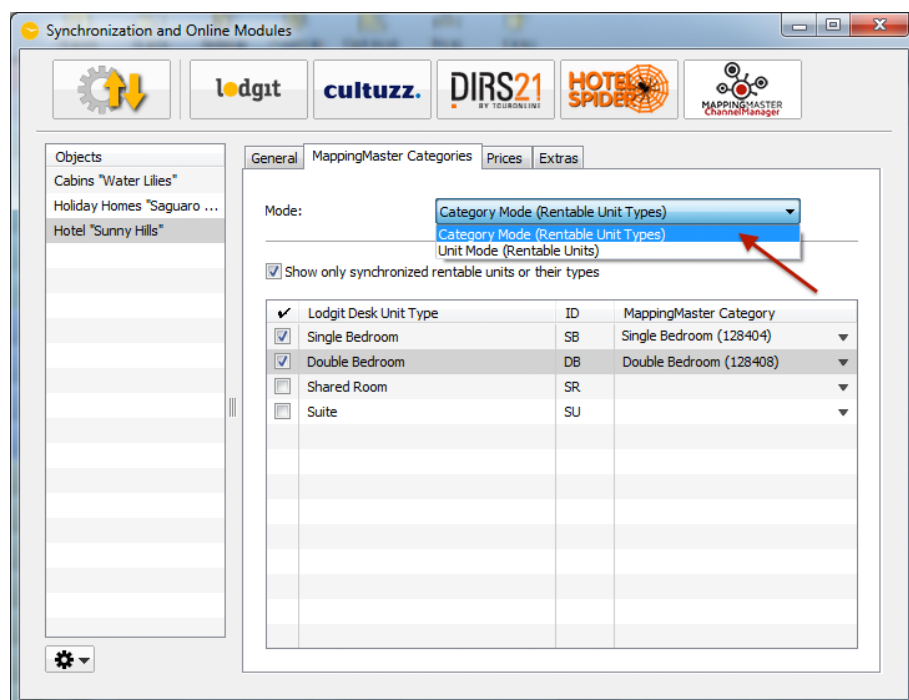 Synchronization and Online Modules
lodgit
cultuzz.
DIRS21
BY TOURONLINE
HOTEL
SPIDER
MAPPINGMASTER
ChannelManager
Objects
Cabins "Water Lilies"
Holiday Homes "Saguaro ...
Hotel "Sunny Hills"
General MappingMaster Categories Prices Extras
Mode: Category Mode (Rentable Unit Types)
Category Mode (Rentable Unit Types)
Unit Mode (Rentable Units)
Show only synchronized rentable units or their types
✔ Lodgit Desk Unit Type ID MappingMaster Category
Single Bedroom SB Single Bedroom (128404)
Double Bedroom DB Double Bedroom (128408)
Shared Room SR
Suite SU